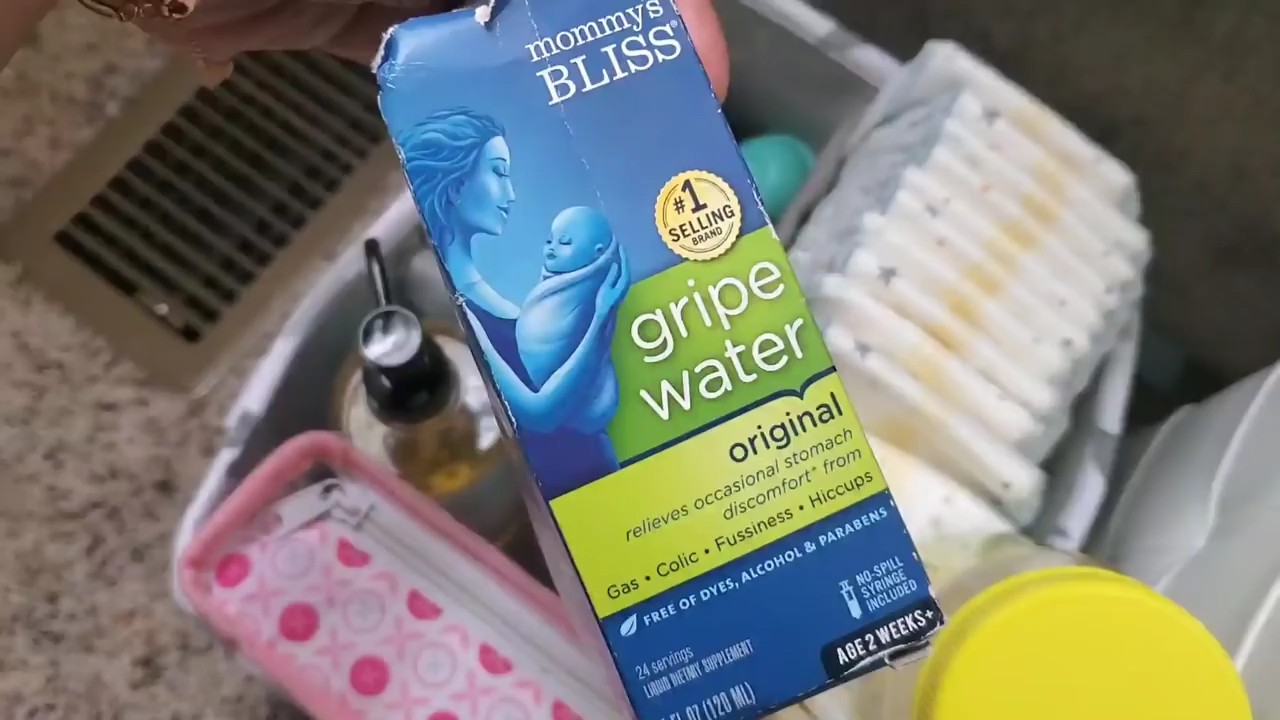 mommy's
BLISS®
#1
SELLING
BRAND
gripe
water
original
relieves occasional stomach
discomfort* from
Gas • Colic • Fussiness • Hiccups
FREE OF DYES, ALCOHOL & PARABENS
NO-SPILL
SYRINGE
INCLUDED
AGE 2 WEEKS+
24 servings
LIQUID DIETARY SUPPLEMENT
FL OZ (120 ML)